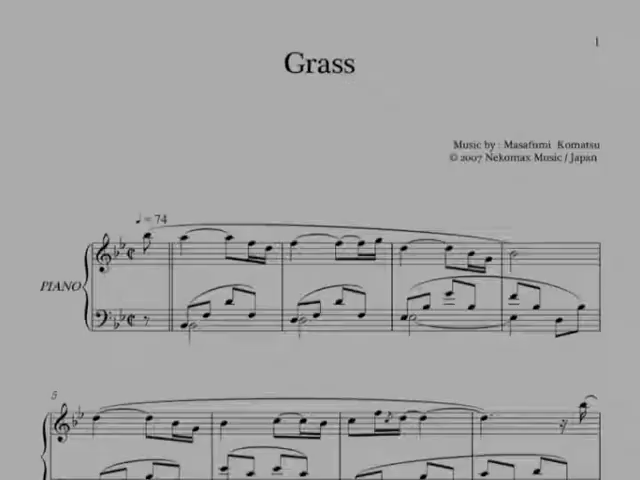 1
Grass
Music by : Masafumi Komatsu
© 2007 Nekomax Music / Japan
♩ = 74
PIANO
5